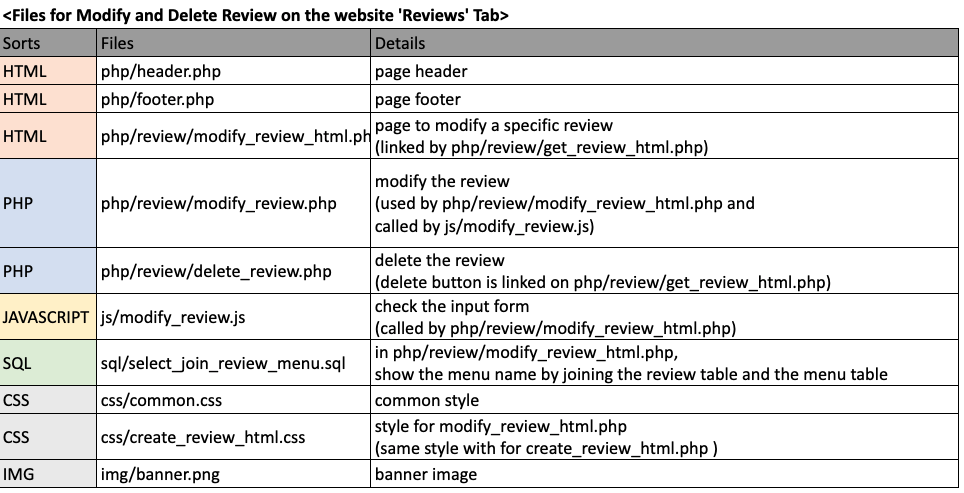 <Files for Modify and Delete Review on the website 'Reviews' Tab>
Sorts Files Details
HTML php/header.php page header
HTML php/footer.php page footer
HTML php/review/modify_review_html.ph page to modify a specific review
(linked by php/review/get_review_html.php)
PHP php/review/modify_review.php modify the review
(used by php/review/modify_review_html.php and
called by js/modify_review.js)
PHP php/review/delete_review.php delete the review
(delete button is linked on php/review/get_review_html.php)
JAVASCRIPT js/modify_review.js check the input form
(called by php/review/modify_review_html.php)
SQL sql/select_join_review_menu.sql in php/review/modify_review_html.php,
show the menu name by joining the review table and the menu table
CSS css/common.css common style
CSS css/create_review_html.css style for modify_review_html.php
(same style with for create_review_html.php )
IMG img/banner.png banner image